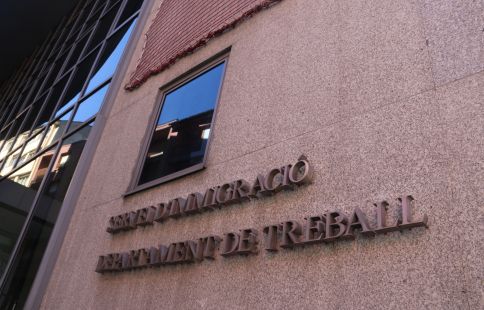 SERVEI D'IMMIGRACIÓ
DEPARTAMENT DE TREBALL